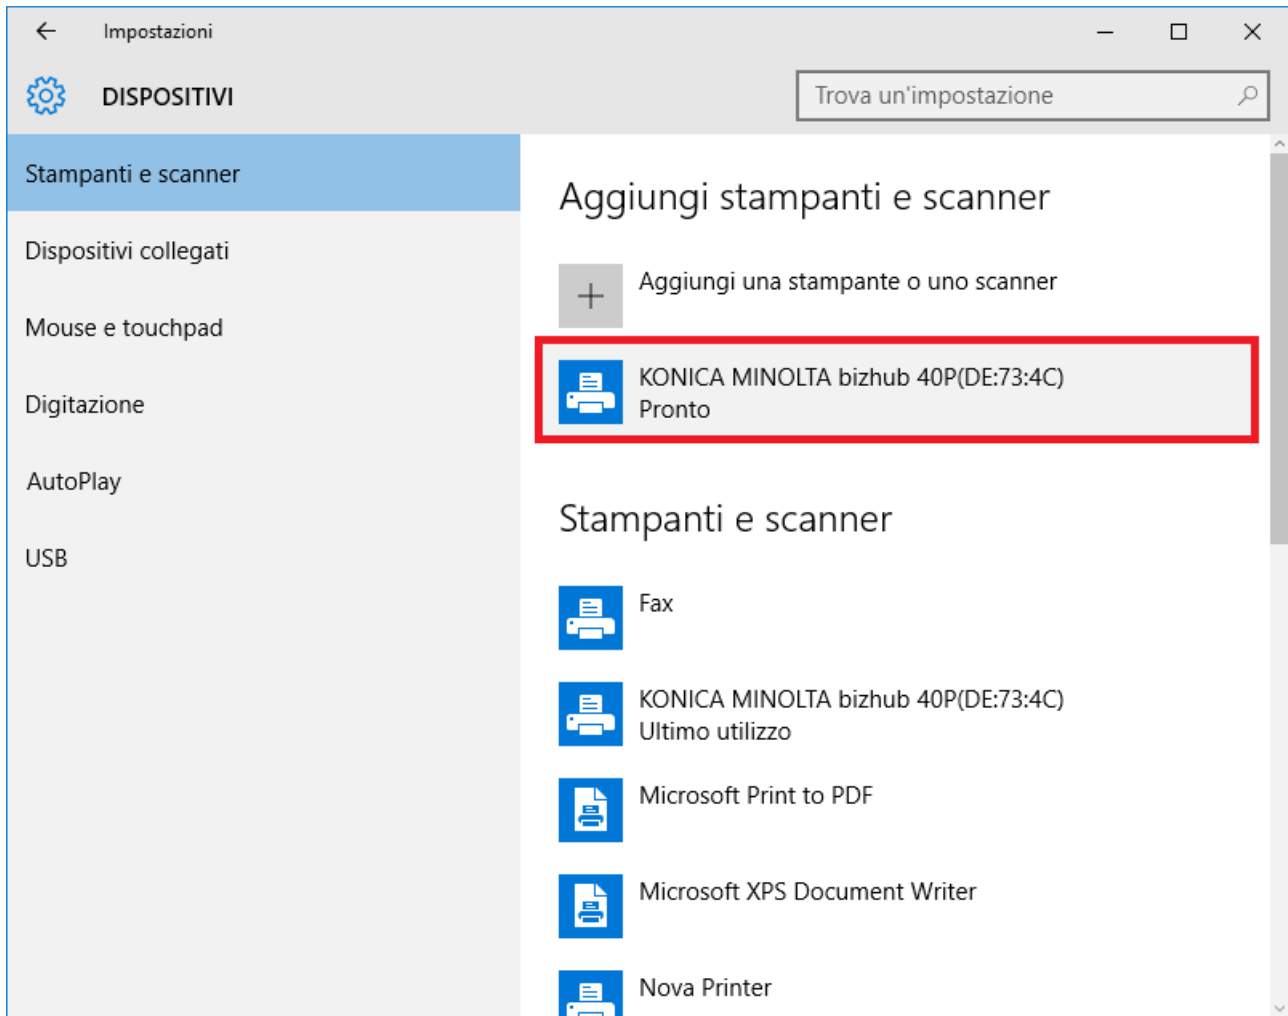 Impostazioni
DISPOSITIVI
Trova un'impostazione
Stampanti e scanner
Dispositivi collegati
Mouse e touchpad
Digitazione
AutoPlay
USB
Aggiungi stampanti e scanner
Aggiungi una stampante o uno scanner
KONICA MINOLTA bizhub 40P(DE:73:4C)
Pronto
Stampanti e scanner
Fax
KONICA MINOLTA bizhub 40P(DE:73:4C)
Ultimo utilizzo
Microsoft Print to PDF
Microsoft XPS Document Writer
Nova Printer